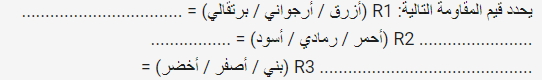 يحدد قيم المقاومة التالية: R1 (أزرق / أرجواني / برتقالي) = ..................................
......................... R2 (أحمر / رمادي / أسود) = .................
............................................. R3 (بني / أصفر / أخضر) =